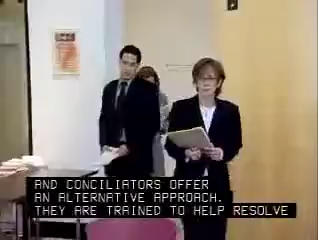 AND CONCILIATORS OFFER
AN ALTERNATIVE APPROACH.
THEY ARE TRAINED TO HELP RESOLVE